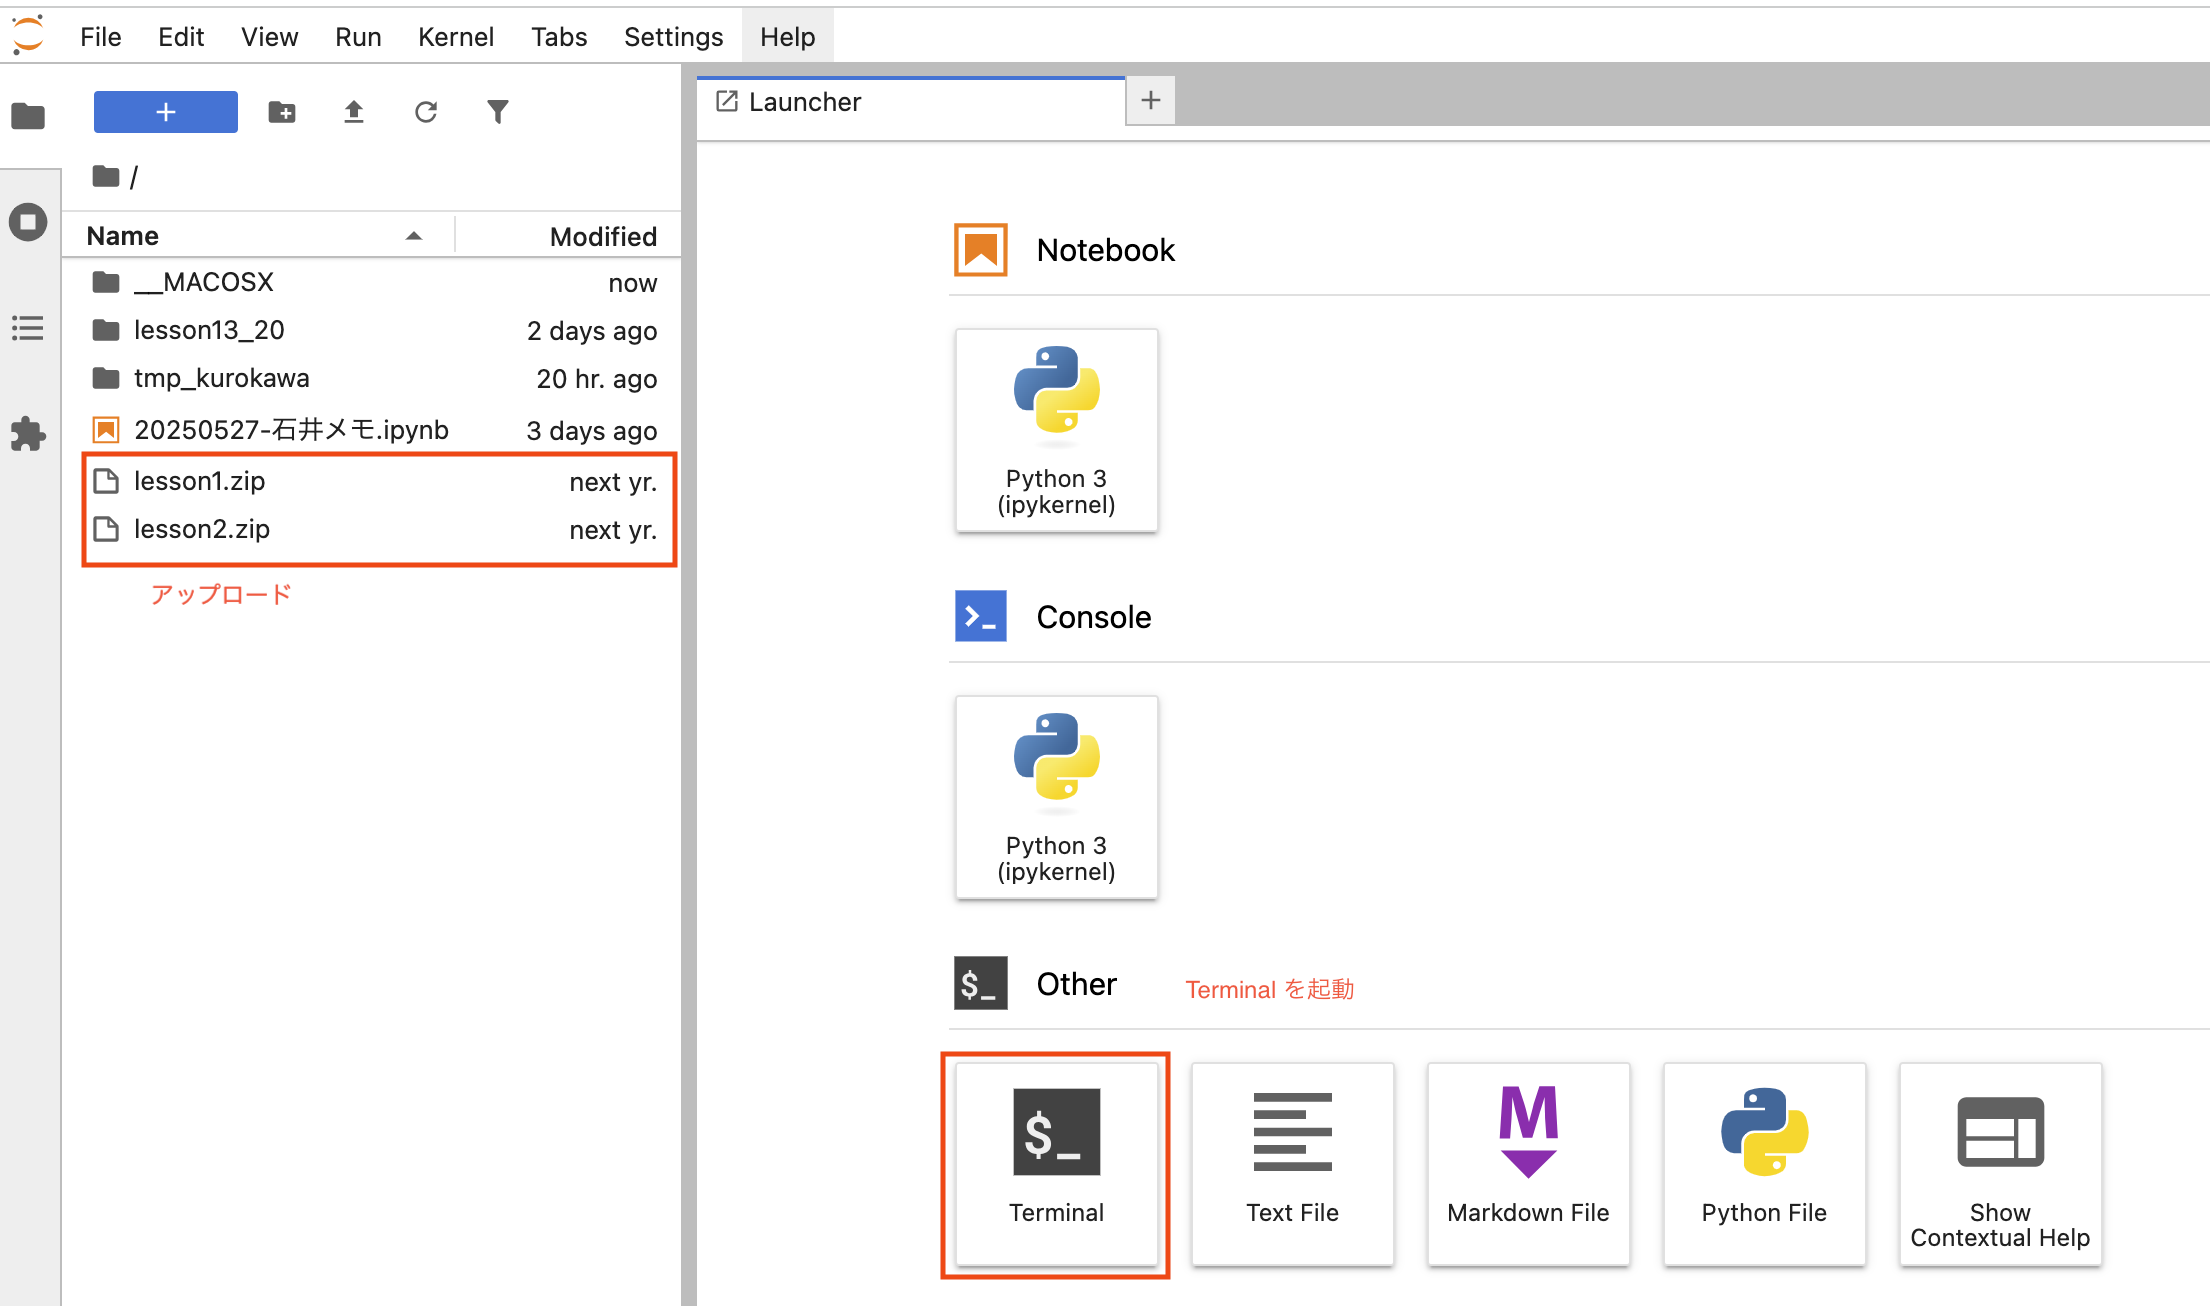 File Edit View Run Kernel Tabs Settings Help
+
/
Name Modified
__MACOSX now
lesson13_20 2 days ago
tmp_kurokawa 20 hr. ago
20250527-石井メモ.ipynb 3 days ago
lesson1.zip next yr.
lesson2.zip next yr.
アップロード
Launcher +
Notebook
Python 3
(ipykernel)
>_ Console
Python 3
(ipykernel)
$_ Other Terminal を起動
$_
Terminal
Text File
M
Markdown File
Python File
Show
Contextual Help